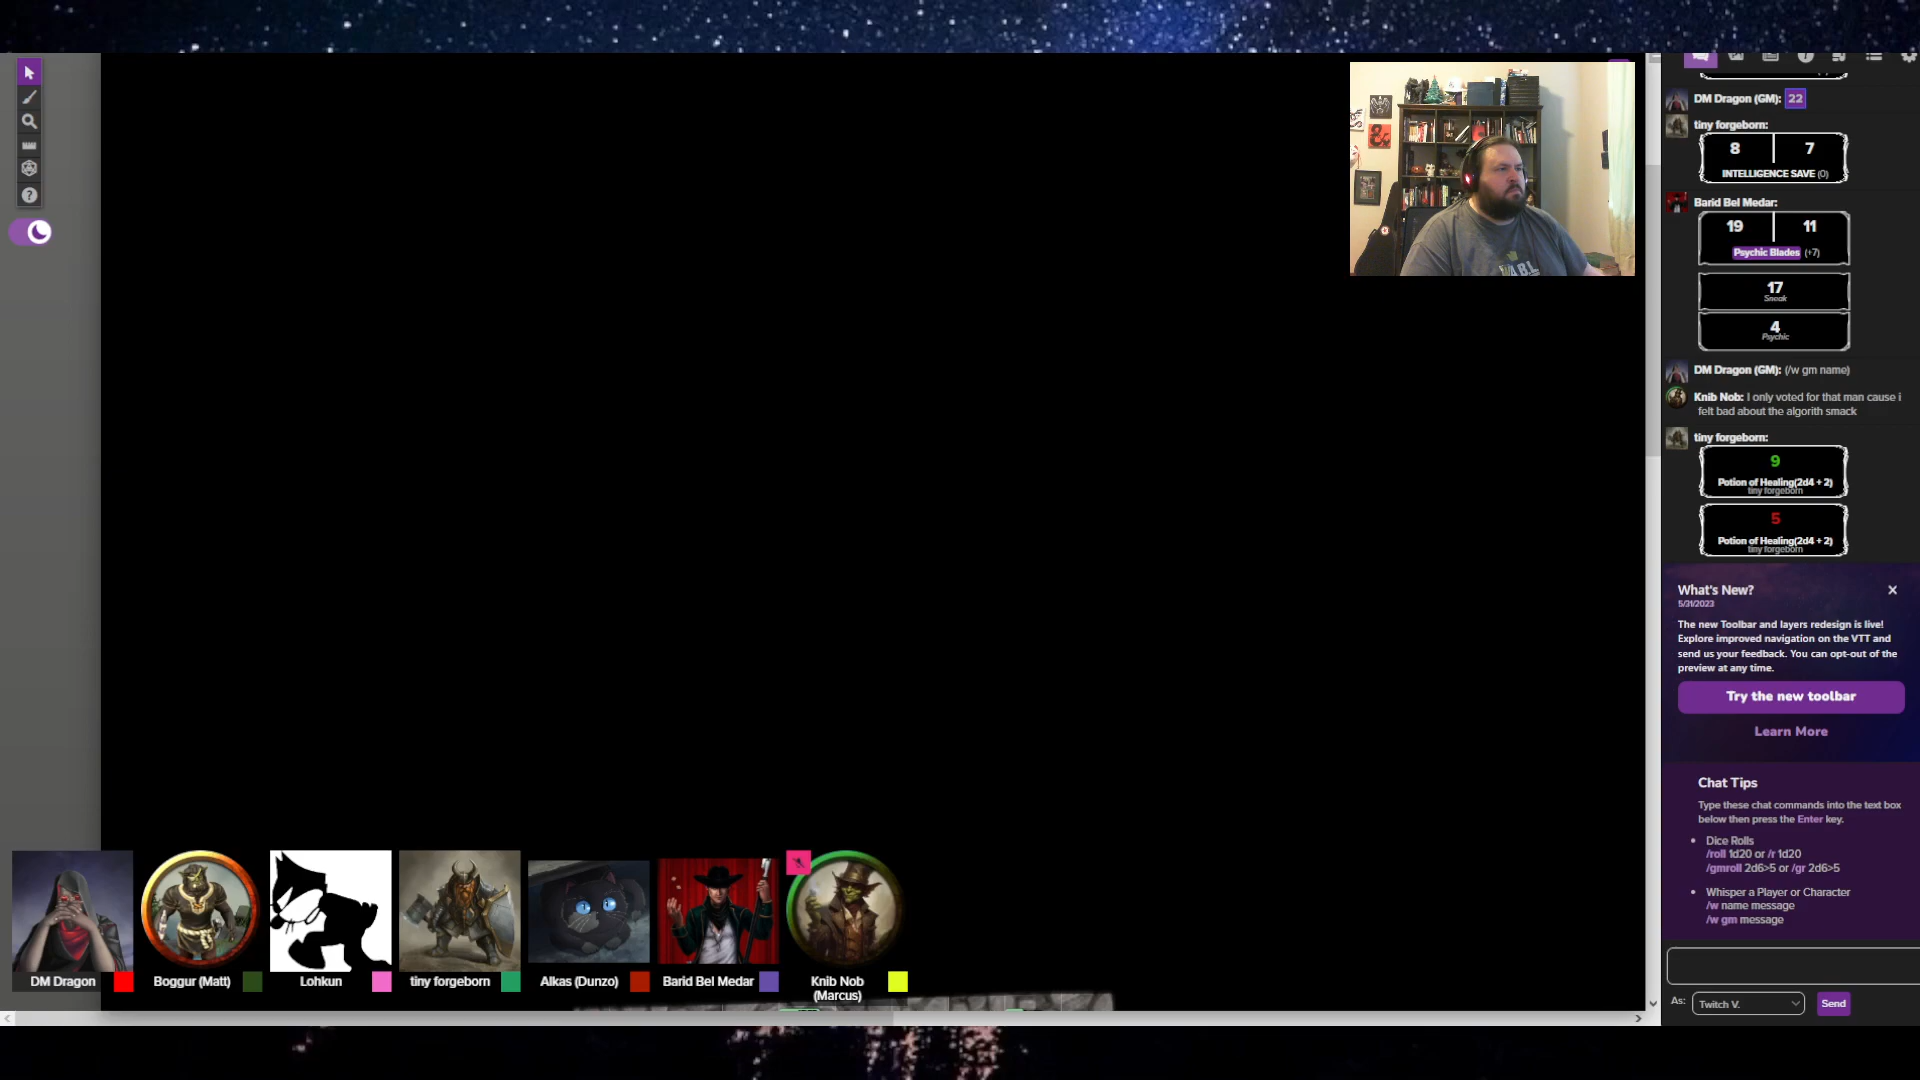 DM Dragon (GM): 22
tiny forgeborn:
8 7
INTELLIGENCE SAVE (0)
Barid Bel Medar:
19 11
Psychic Blades (+7)
17
Sneak
4
Psychic
DM Dragon (GM): (/w gm name)
Knib Nob: I only voted for that man cause i
felt bad about the algorith smack
tiny forgeborn:
9
Potion of Healing(2d4 + 2)
tiny forgeborn
5
Potion of Healing(2d4 + 2)
tiny forgeborn
What's New?
5/31/2023
The new Toolbar and layers redesign is live!
Explore improved navigation on the VTT and
send us your feedback. You can opt-out of the
preview at any time.
Try the new toolbar
Learn More
Chat Tips
Type these chat commands into the text box
below then press the Enter key.
Dice Rolls
/roll 1d20 or /r 1d20
/gmroll 2d6>5 or /gr 2d6>5
Whisper a Player or Character
/w name message
/w gm message
As: Twitch V. Send
DM Dragon
Boggur (Matt)
Lohkun
tiny forgeborn
Alkas (Dunzo)
Barid Bel Medar
Knib Nob
(Marcus)